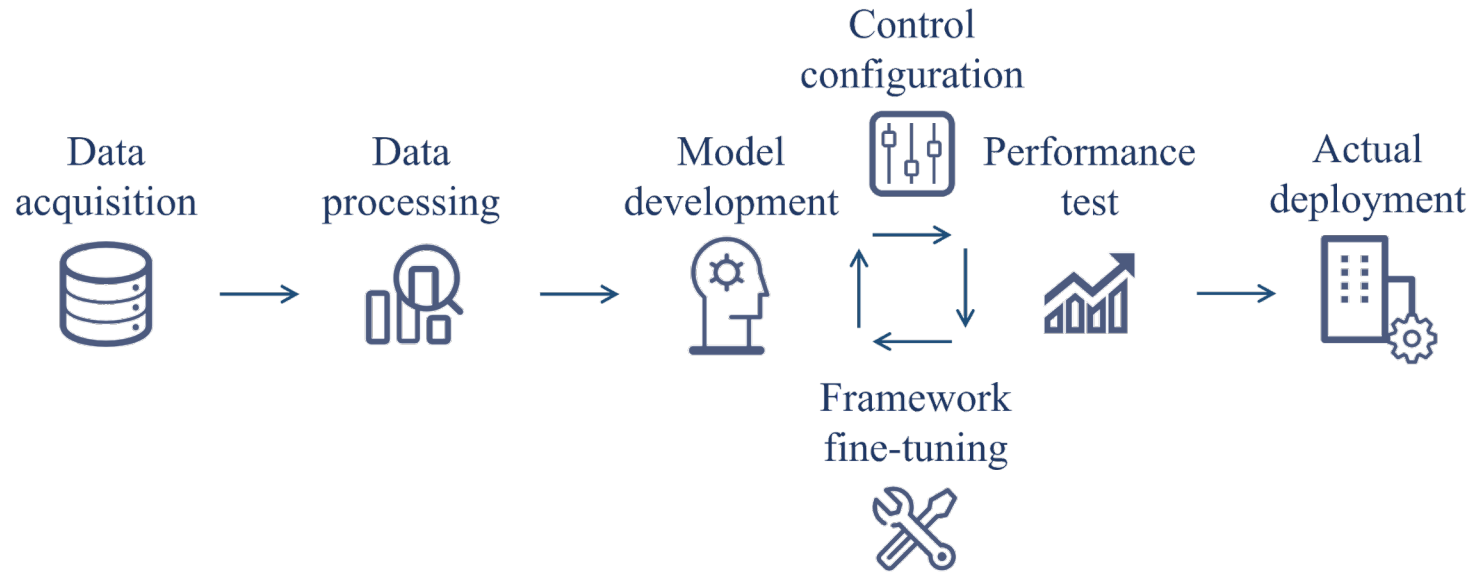 Data
acquisition
Data
processing
Model
development
Control
configuration
Performance
test
Framework
fine-tuning
Actual
deployment